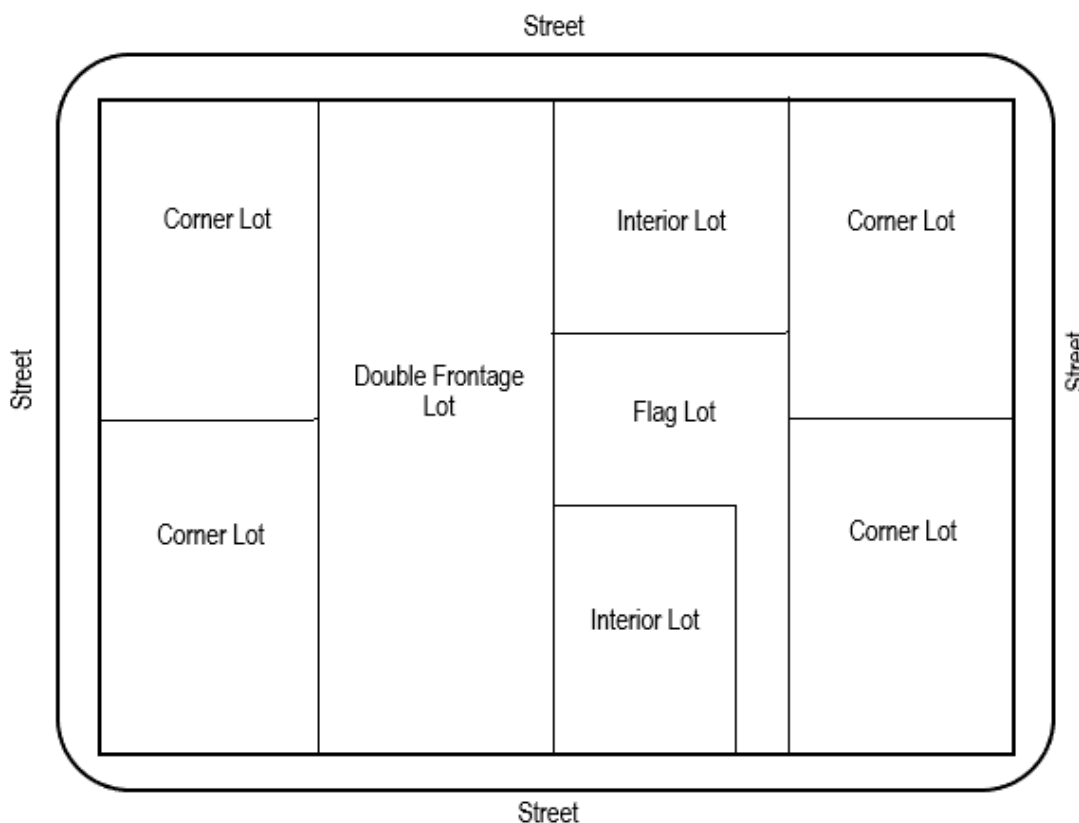 Street
Corner Lot
Interior Lot
Corner Lot
Street
Street
Double Frontage
Lot
Flag Lot
Corner Lot
Corner Lot
Interior Lot
Street